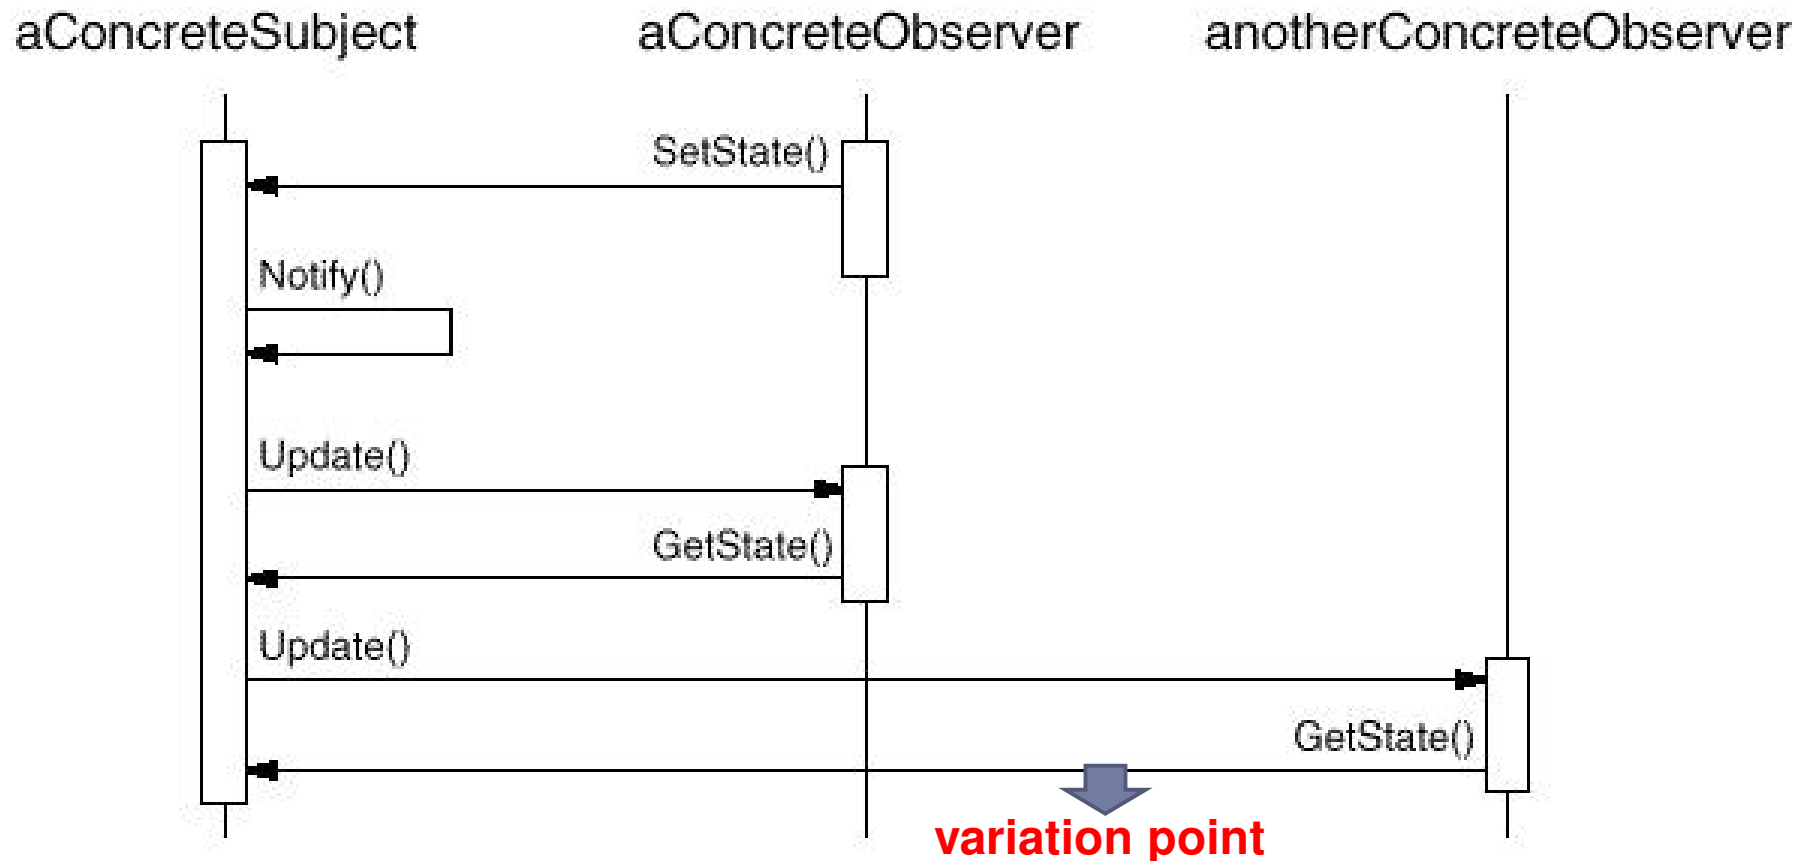 aConcreteSubject aConcreteObserver anotherConcreteObserver
SetState()
Notify()
Update()
GetState()
Update()
GetState()
variation point